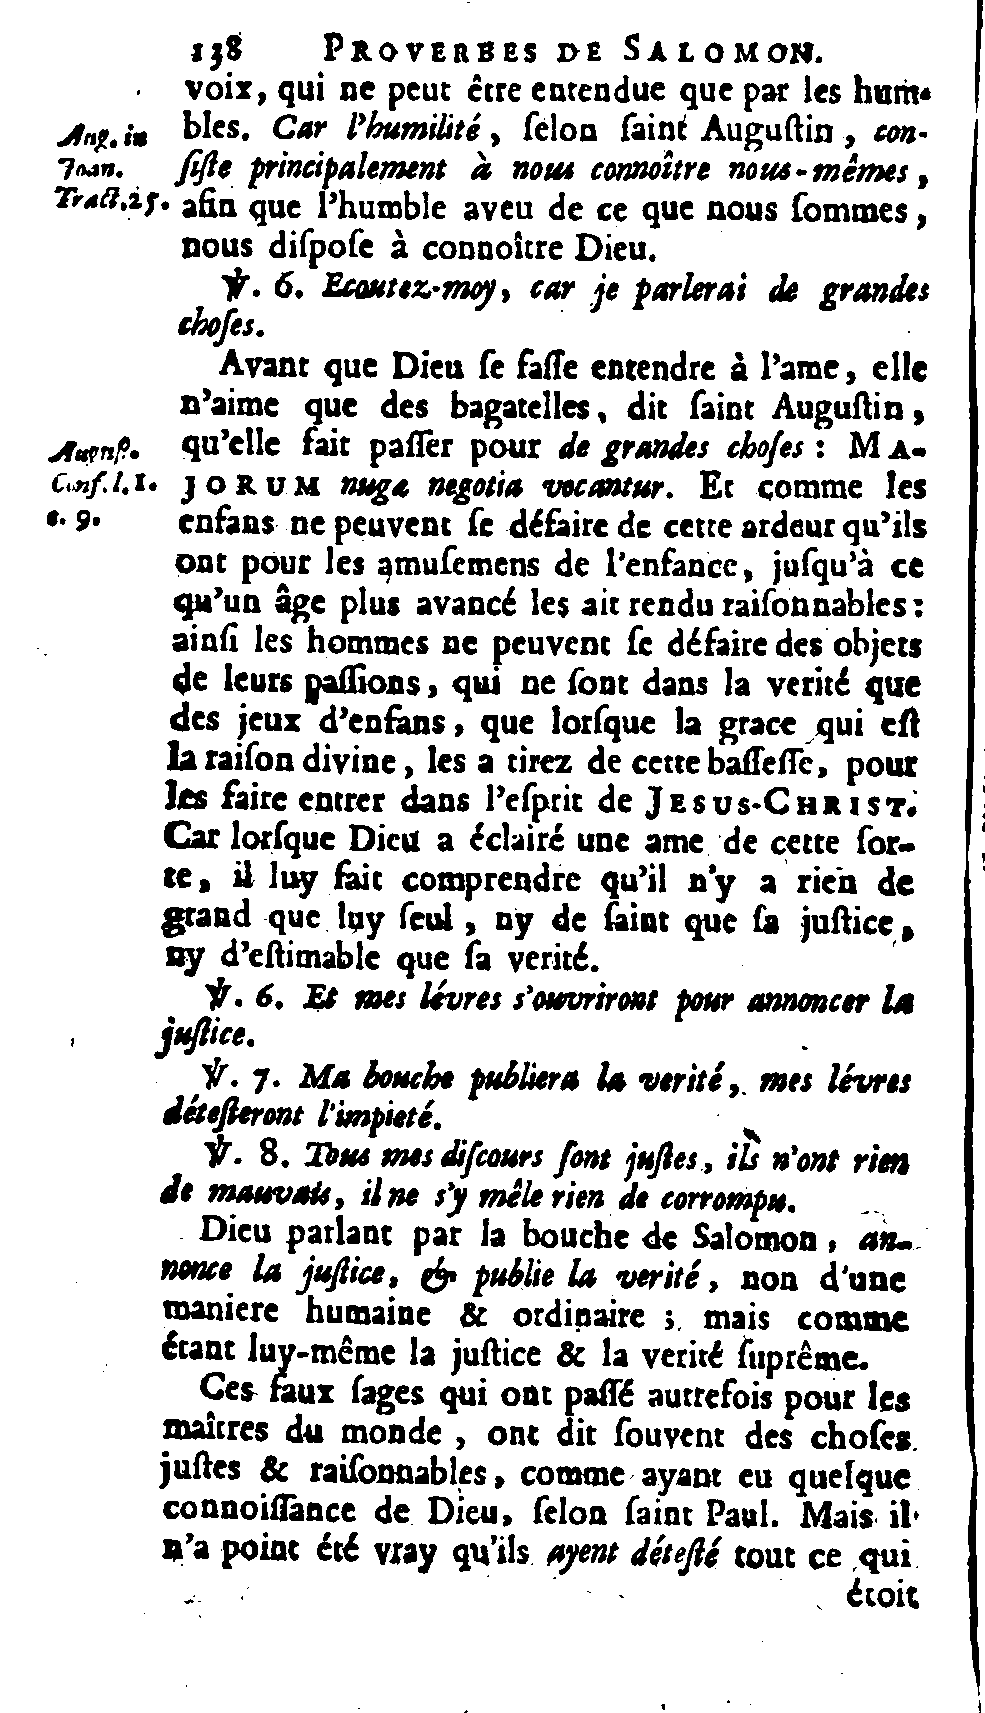 138 PROVERBES DE SALOMON.
voix, qui ne peut être entendue que par les hum-
bles. Car l'humilité, ſelon ſaint Auguſtin, con-
Aug. in
ſiſte principalement à nous connoître nous-mêmes,
Joan.
afin que l'humble aveu de ce que nous ſommes,
Tract. 25.
nous diſpoſe à connoître Dieu.
℣. 6. Ecoutez-moy, car je parlerai de grandes
choſes.
Avant que Dieu ſe faſſe entendre à l'ame, elle
n'aime que des bagatelles, dit ſaint Auguſtin,
qu'elle fait paſſer pour de grandes choſes : MA-
Auguſt.
JORUM nugæ negotia vocantur. Et comme les
Conf. l. 1.
enfans ne peuvent ſe défaire de cette ardeur qu'ils
c. 9.
ont pour les amuſemens de l'enfance, juſqu'à ce
qu'un âge plus avancé les ait rendu raiſonnables :
ainſi les hommes ne peuvent ſe défaire des objets
de leurs paſſions, qui ne ſont dans la verité que
des jeux d'enfans, que lorſque la grace qui eſt
la raiſon divine, les a tirez de cette baſſeſſe, pour
les faire entrer dans l'eſprit de JESUS-CHRIST.
Car lorſque Dieu a éclairé une ame de cette ſor-
te, il luy fait comprendre qu'il n'y a rien de
grand que luy ſeul, ny de ſaint que ſa juſtice,
ny d'eſtimable que ſa verité.
℣. 6. Et mes lévres s'ouvriront pour annoncer la
juſtice.
℣. 7. Ma bouche publiera la verité, mes lévres
déteſteront l'impieté.
℣. 8. Tous mes diſcours ſont juſtes, ils n'ont rien
de mauvais, il ne s'y mêle rien de corrompu.
Dieu parlant par la bouche de Salomon, an-
nonce la juſtice, & publie la verité, non d'une
maniere humaine & ordinaire ; mais comme
étant luy-même la juſtice & la verité ſuprême.
Ces faux ſages qui ont paſſé autrefois pour les
maîtres du monde, ont dit ſouvent des choſes
juſtes & raiſonnables, comme ayant eu quelque
connoiſſance de Dieu, ſelon ſaint Paul. Mais il
n'a point été vray qu'ils ayent déteſté tout ce qui
étoit